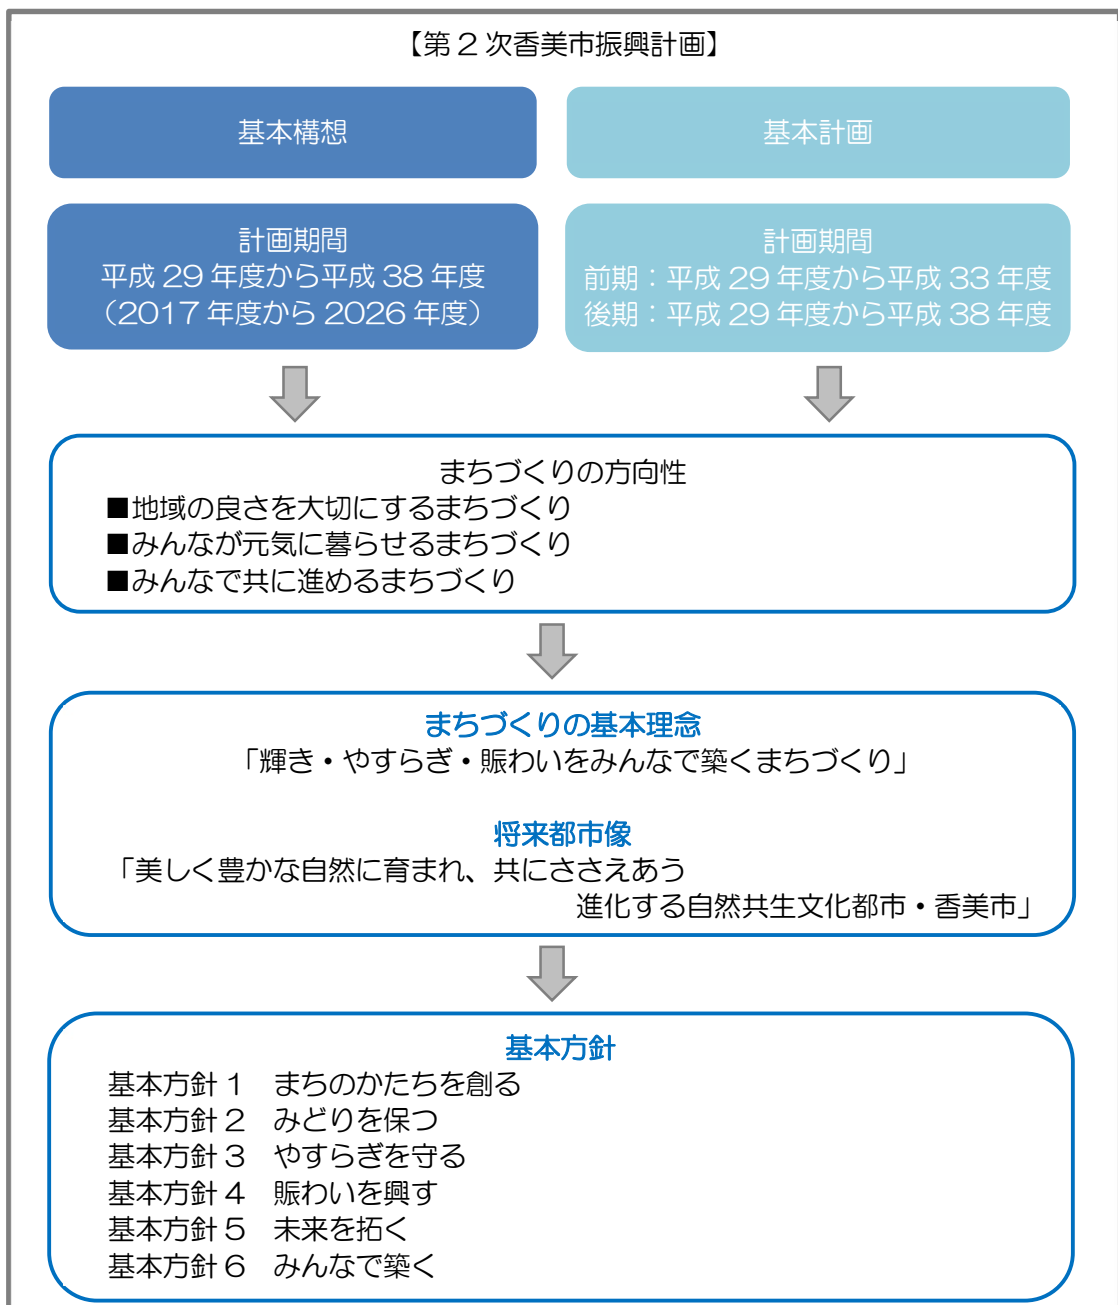 【第２次香美市振興計画】
基本構想
基本計画
計画期間
平成 29 年度から平成 38 年度
（2017 年度から 2026 年度）
計画期間
前期：平成 29 年度から平成 33 年度
後期：平成 29 年度から平成 38 年度
まちづくりの方向性
■地域の良さを大切にするまちづくり
■みんなが元気に暮らせるまちづくり
■みんなで共に進めるまちづくり
まちづくりの基本理念
「輝き・やすらぎ・賑わいをみんなで築くまちづくり」
将来都市像
「美しく豊かな自然に育まれ、共にささえあう
進化する自然共生文化都市・香美市」
基本方針
基本方針１　まちのかたちを創る
基本方針２　みどりを保つ
基本方針３　やすらぎを守る
基本方針４　賑わいを興す
基本方針５　未来を拓く
基本方針６　みんなで築く